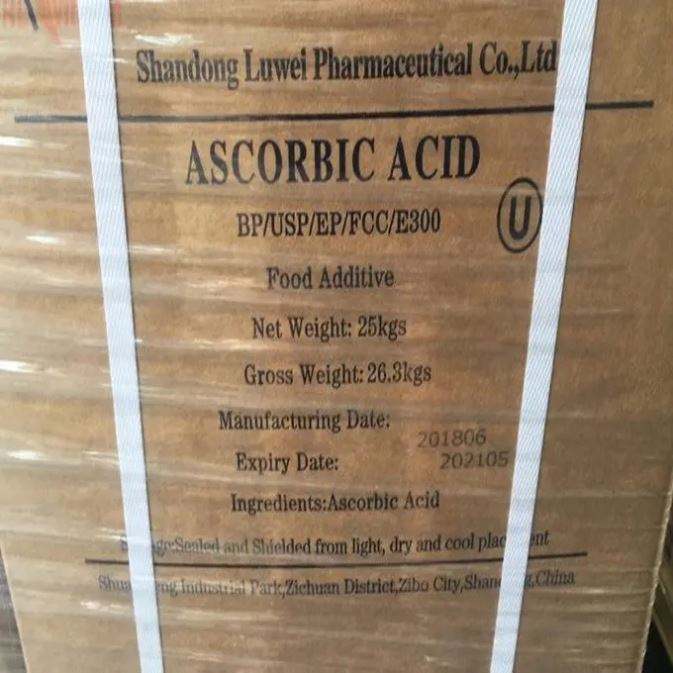 Shandong Luwei Pharmaceutical Co.,Ltd
ASCORBIC ACID
BP/USP/EP/FCC/E300
U
Food Additive
Net Weight: 25kgs
Gross Weight: 26.3kgs
Manufacturing Date:
201806
Expiry Date:
202105
Ingredients:Ascorbic Acid
Sealed and Shielded from light, dry and cool
Industrial Park,Zichuan District,Zibo City, China